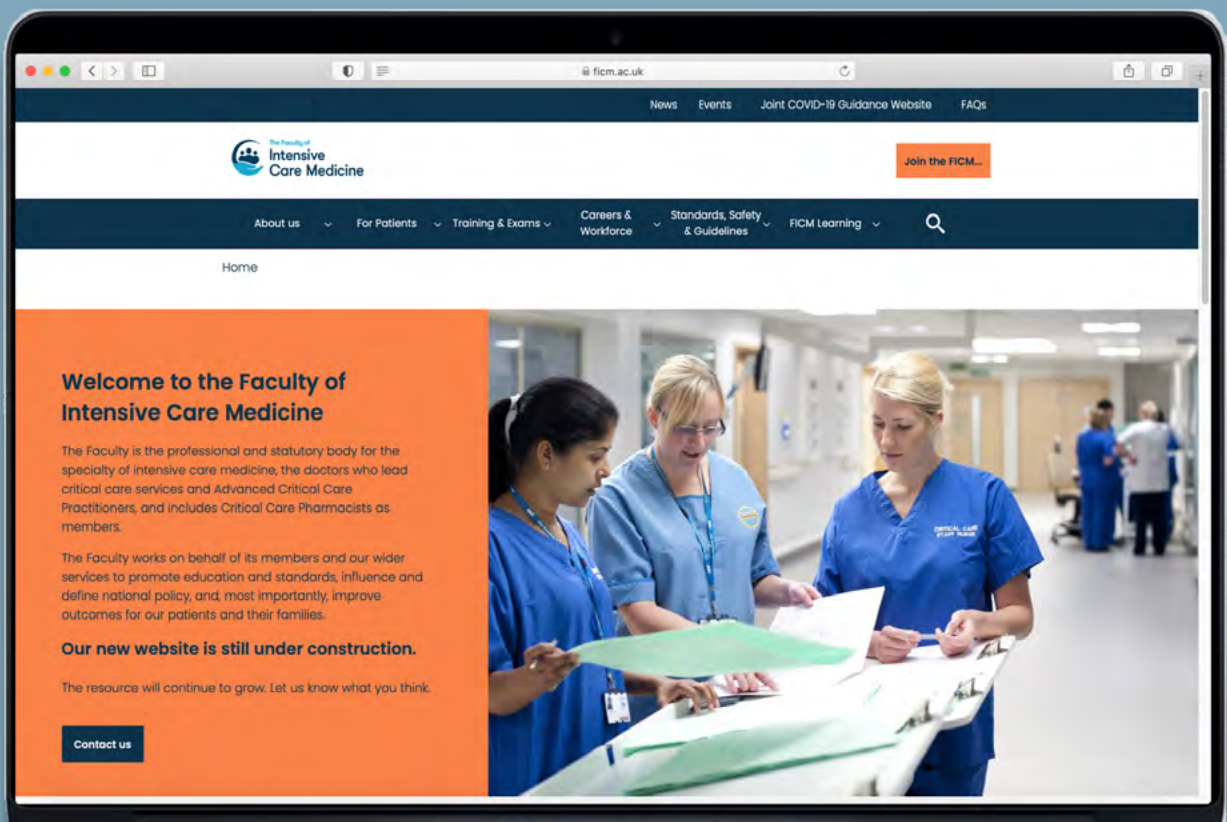 ficm.ac.uk
News Events Joint COVID-19 Guidance Website FAQs
The Faculty of
Intensive
Care Medicine
Join the FICM...
About us For Patients Training & Exams Careers & Workforce Standards, Safety & Guidelines FICM Learning
Home
Welcome to the Faculty of
Intensive Care Medicine
The Faculty is the professional and statutory body for the
specialty of intensive care medicine, the doctors who lead
critical care services and Advanced Critical Care
Practitioners, and includes Critical Care Pharmacists as
members.
The Faculty works on behalf of its members and our wider
services to promote education and standards, influence and
define national policy, and, most importantly, improve
outcomes for our patients and their families.
Our new website is still under construction.
The resource will continue to grow. Let us know what you think.
Contact us
CRITICAL CARE
STAFF NURSE